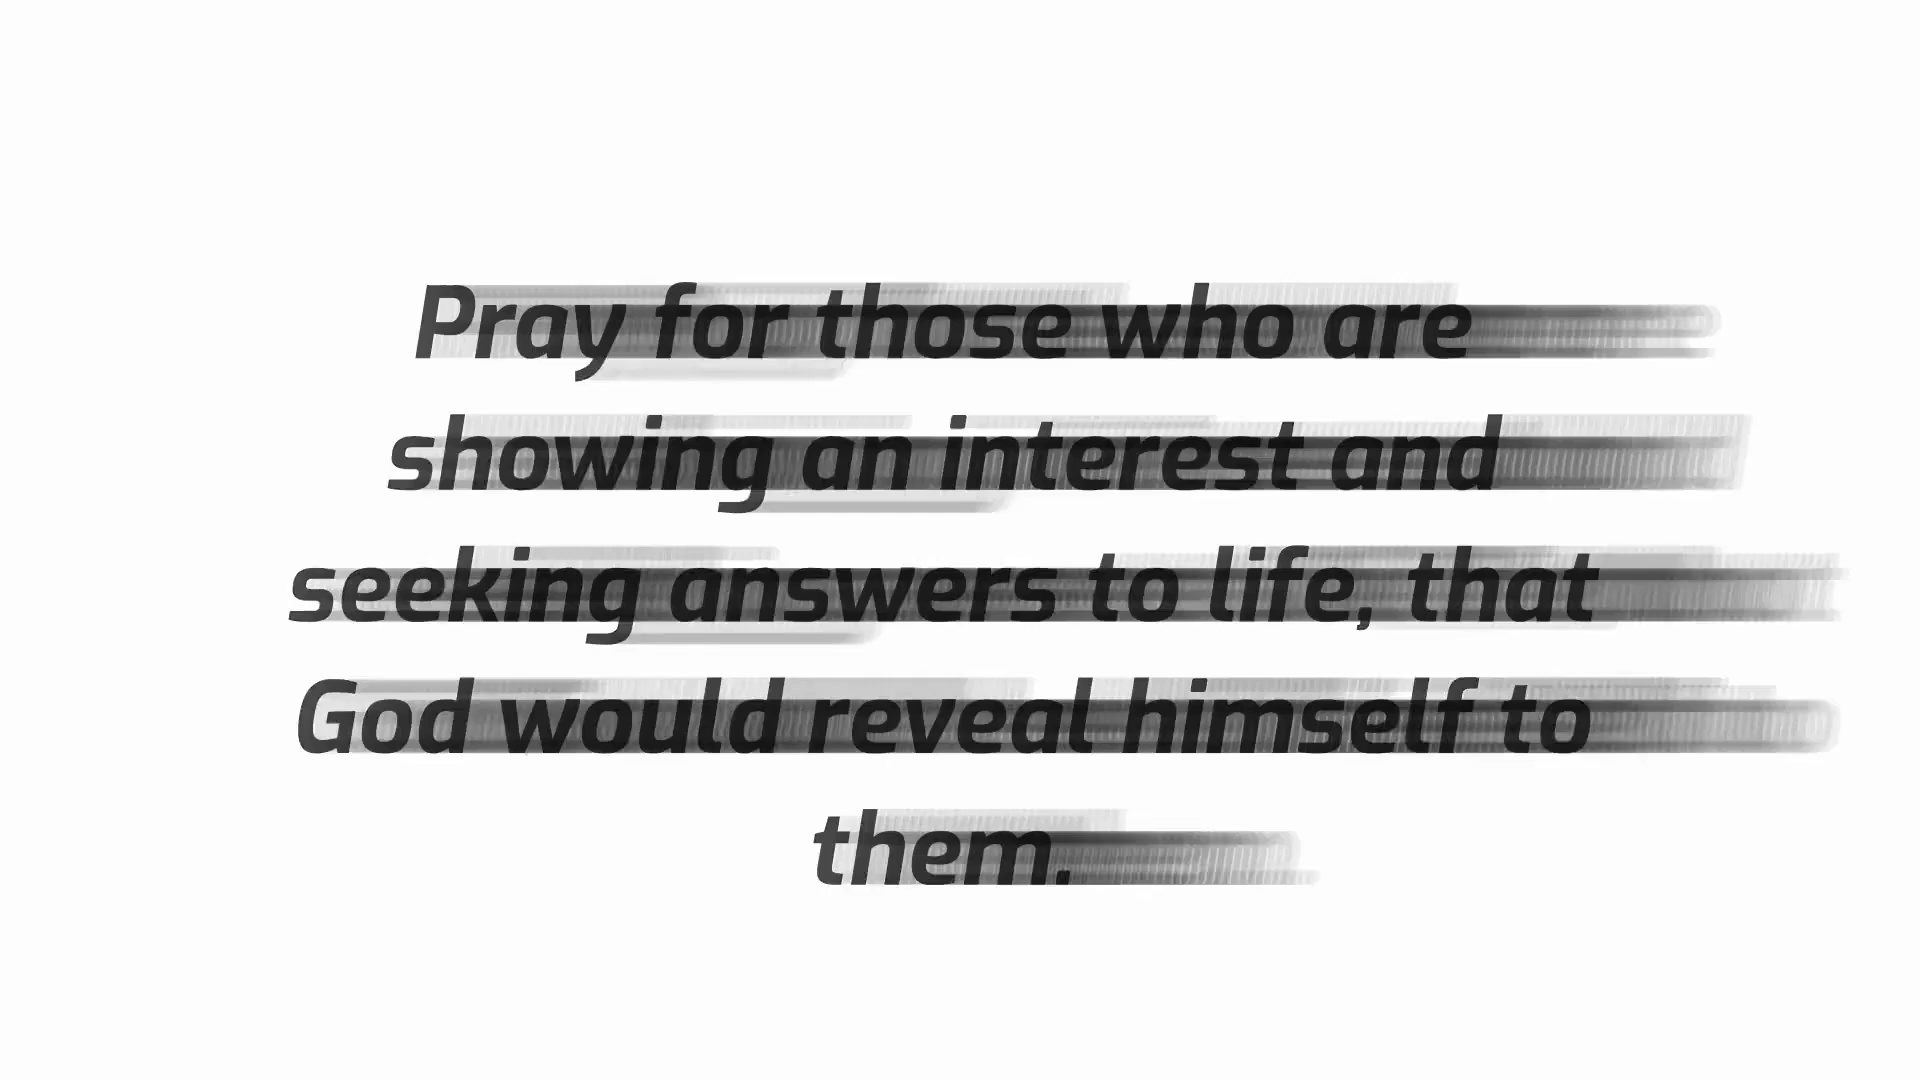 Pray for those who are
showing an interest and
seeking answers to life, that
God would reveal himself to
them.